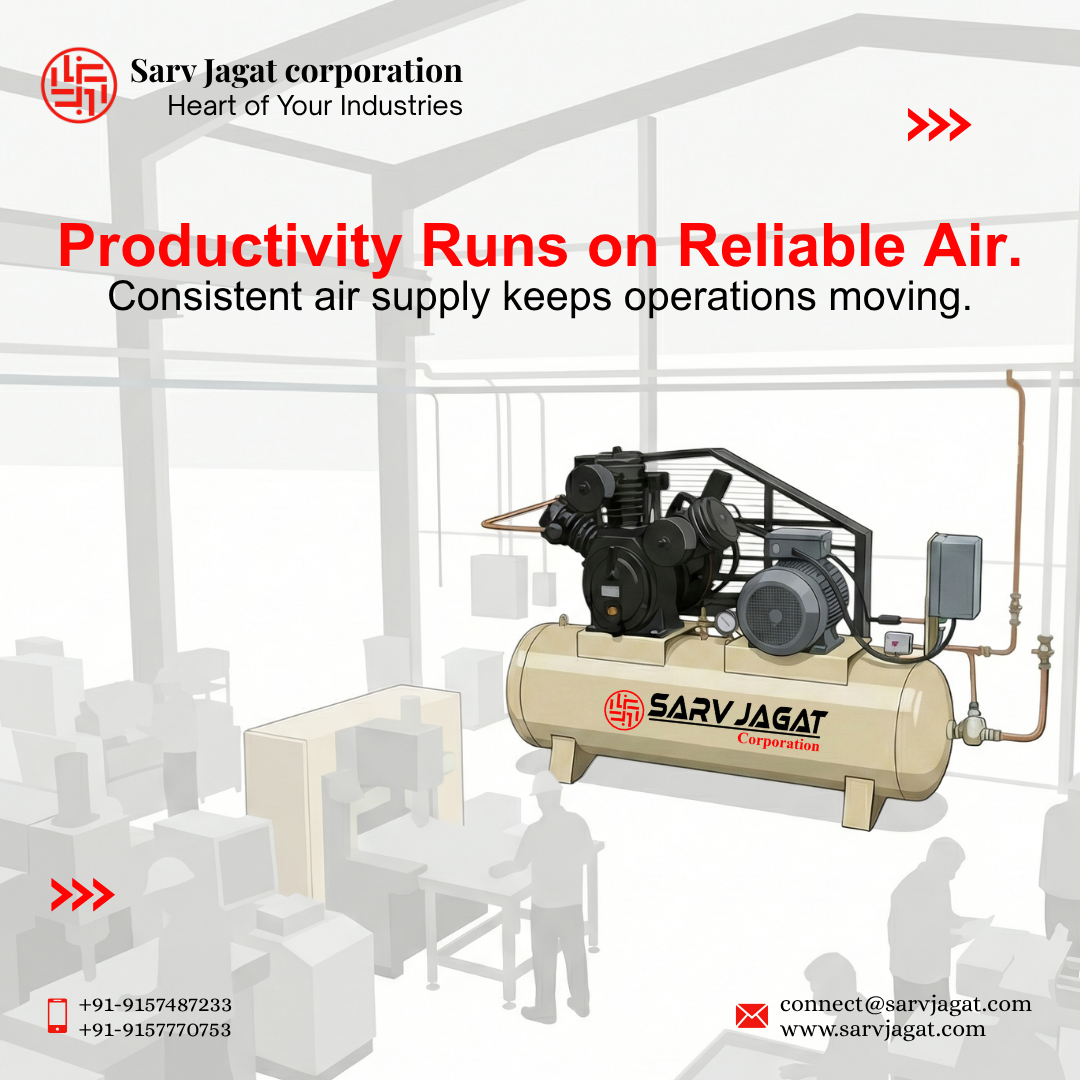 Sarv Jagat corporation
Heart of Your Industries
Productivity Runs on Reliable Air.
Consistent air supply keeps operations moving.
SARV JAGAT
Corporation
+91-9157487233
+91-9157770753
connect@sarvjagat.com
www.sarvjagat.com